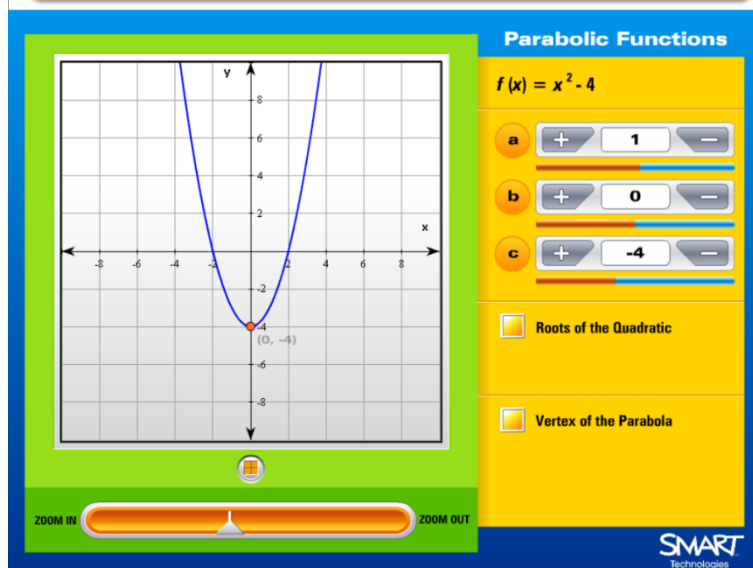 Parabolic Functions
f (x) = x² - 4
a + 1 −
b + 0 −
c + -4 −
Roots of the Quadratic
Vertex of the Parabola
y
8
6
4
2
x
-8 -6 -4 -2 2 4 6 8
-2
-4
(0, -4)
-6
-8
ZOOM IN ZOOM OUT
SMART
Technologies